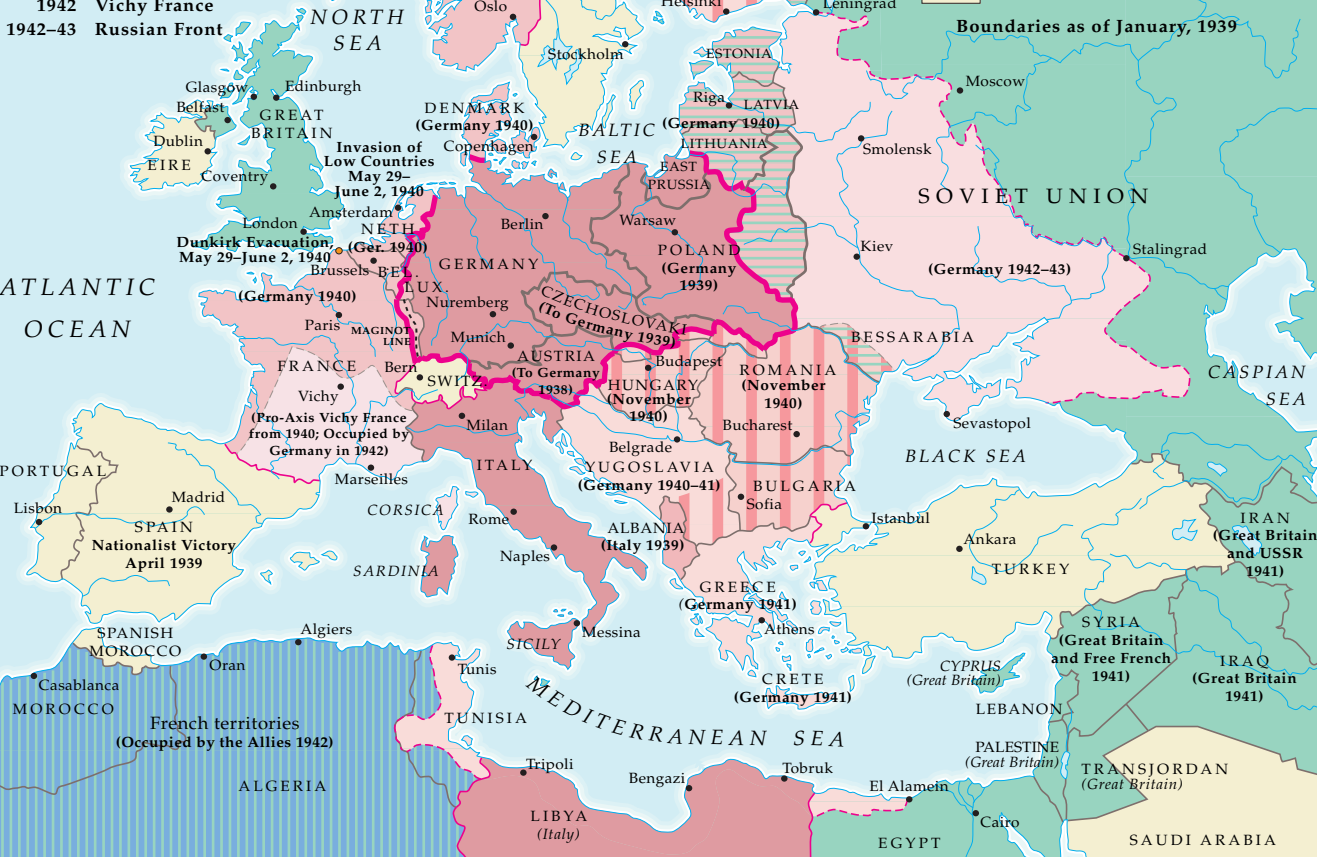 1942 Vichy France
1942–43 Russian Front
NORTH
SEA
Oslo
Stockholm
Helsinki
Leningrad
Boundaries as of January, 1939
ESTONIA
Moscow
Glasgow
Edinburgh
Belfast
GREAT
BRITAIN
DENMARK
(Germany 1940)
Copenhagen
BALTIC
SEA
Riga
LATVIA
(Germany 1940)
LITHUANIA
Smolensk
Dublin
EIRE
Coventry
London
Invasion of
Low Countries
May 29–
June 2, 1940
Amsterdam
NETH.
(Ger. 1940)
Dunkirk Evacuation,
May 29–June 2, 1940
Brussels
BEL.
LUX.
EAST
PRUSSIA
Berlin
Warsaw
POLAND
(Germany
1939)
GERMANY
SOVIET UNION
Kiev
(Germany 1942–43)
Stalingrad
ATLANTIC
OCEAN
(Germany 1940)
Paris
MAGINOT
LINE
Nuremberg
Munich
CZECHOSLOVAKI
(To Germany 1939)
AUSTRIA
(To Germany
1938)
Bern
SWITZ.
FRANCE
Vichy
(Pro-Axis Vichy France
from 1940; Occupied by
Germany in 1942)
Marseilles
Milan
ITALY
Budapest
HUNGARY
(November
1940)
ROMANIA
(November
1940)
Bucharest
BESSARABIA
CASPIAN
SEA
Sevastopol
BLACK SEA
Belgrade
YUGOSLAVIA
(Germany 1940–41)
BULGARIA
Sofia
PORTUGAL
Lisbon
Madrid
SPAIN
Nationalist Victory
April 1939
CORSICA
Rome
Naples
SARDINIA
SICILY
Messina
ALBANIA
(Italy 1939)
GREECE
(Germany 1941)
Athens
CRETE
(Germany 1941)
Istanbul
Ankara
TURKEY
IRAN
(Great Britain
and USSR
1941)
SYRIA
(Great Britain
and Free French
1941)
IRAQ
(Great Britain
1941)
CYPRUS
(Great Britain)
LEBANON
PALESTINE
(Great Britain)
TRANSJORDAN
(Great Britain)
SAUDI ARABIA
SPANISH
MOROCCO
Algiers
Oran
Casablanca
MOROCCO
French territories
(Occupied by the Allies 1942)
ALGERIA
Tunis
TUNISIA
MEDITERRANEAN SEA
Tripoli
Bengazi
Tobruk
LIBYA
(Italy)
El Alamein
Cairo
EGYPT